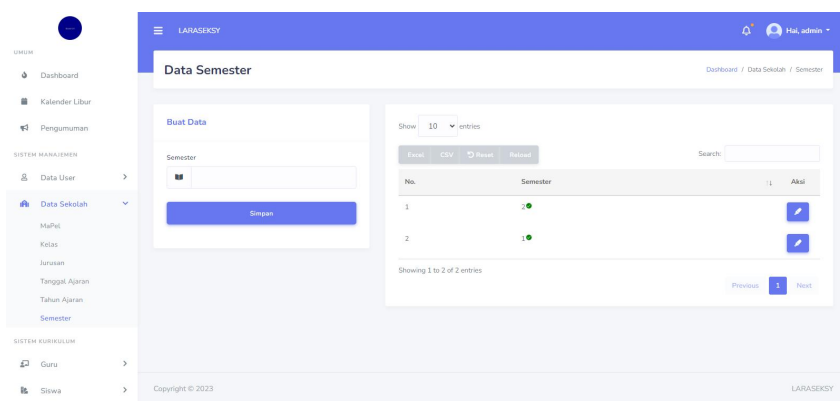 LARASEKSY
Hai, admin
UMUM
Dashboard
Kalender Libur
Pengumuman
SISTEM MANAJEMEN
Data User
Data Sekolah
MaPel
Kelas
Jurusan
Tanggal Ajaran
Tahun Ajaran
Semester
SISTEM KURIKULUM
Guru
Siswa
Data Semester
Dashboard / Data Sekolah / Semester
Buat Data
Semester
Simpan
Show 10 entries
Excel CSV Reset Reload
Search:
No. Semester Aksi
1 2
2 1
Showing 1 to 2 of 2 entries
Previous 1 Next
Copyright © 2023
LARASEKSY